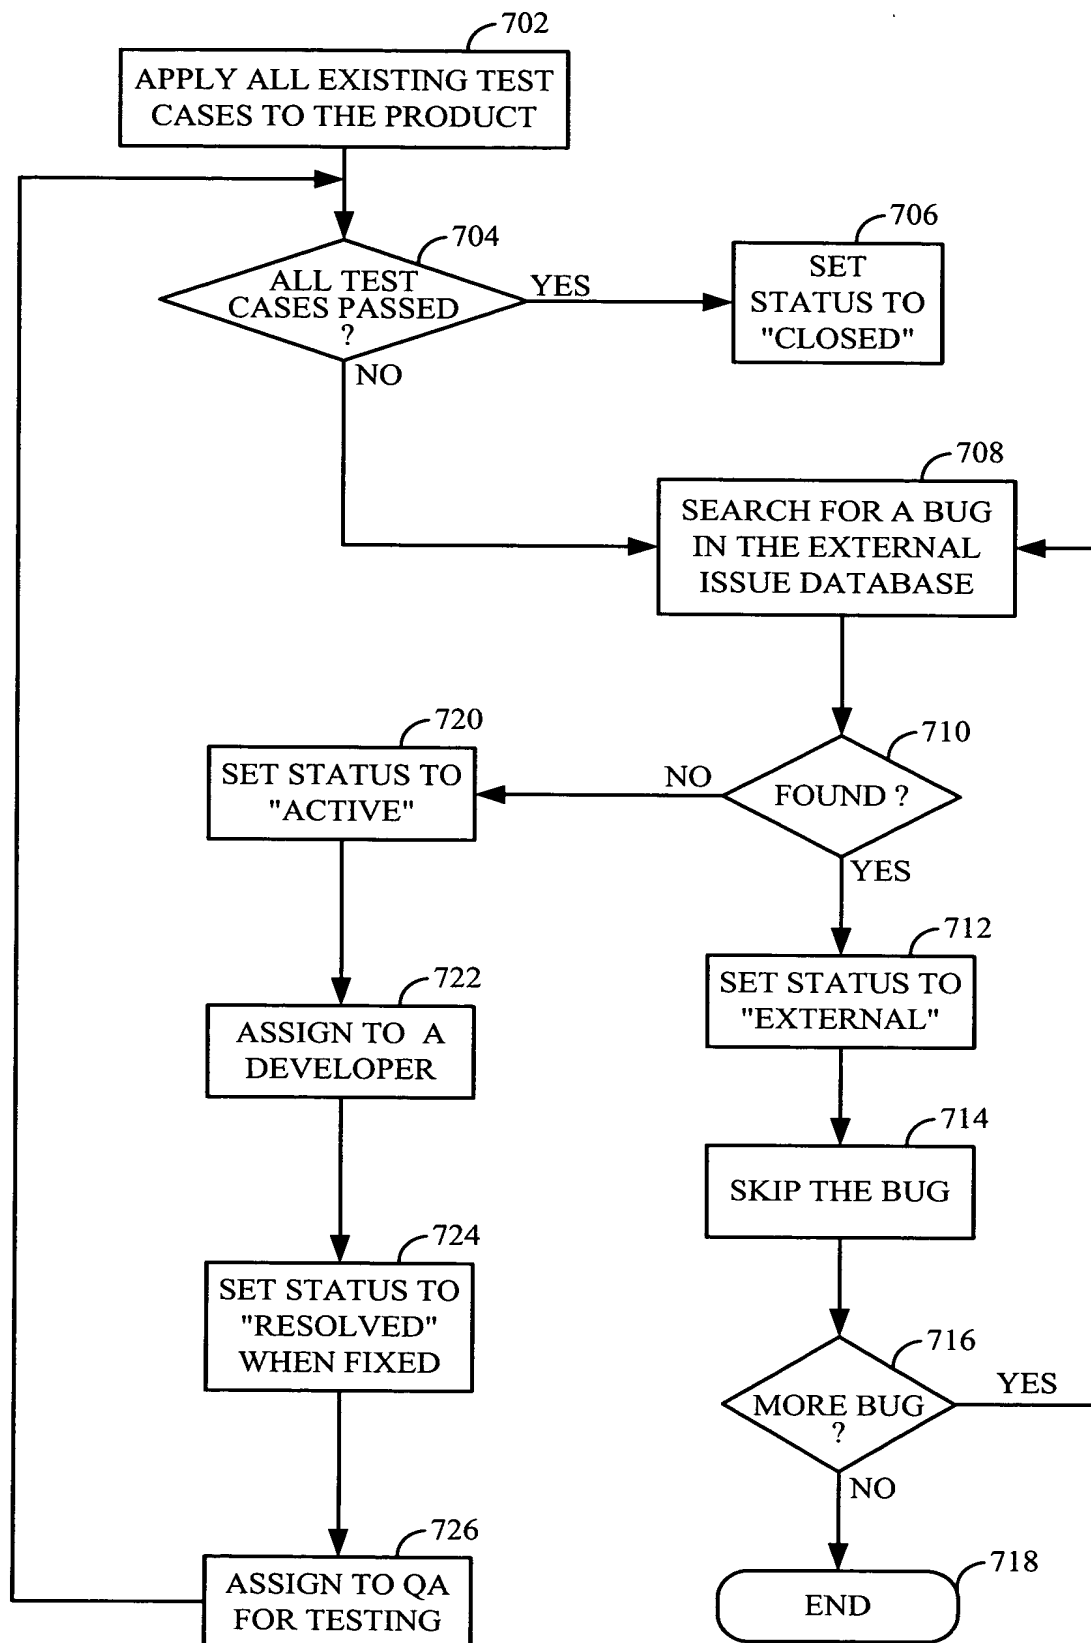 702
APPLY ALL EXISTING TEST
CASES TO THE PRODUCT
704
ALL TEST
CASES PASSED
?
YES
NO
706
SET
STATUS TO
"CLOSED"
708
SEARCH FOR A BUG
IN THE EXTERNAL
ISSUE DATABASE
710
FOUND ?
NO
YES
720
SET STATUS TO
"ACTIVE"
712
SET STATUS TO
"EXTERNAL"
722
ASSIGN TO A
DEVELOPER
714
SKIP THE BUG
724
SET STATUS TO
"RESOLVED"
WHEN FIXED
716
MORE BUG
?
YES
NO
726
ASSIGN TO QA
FOR TESTING
718
END